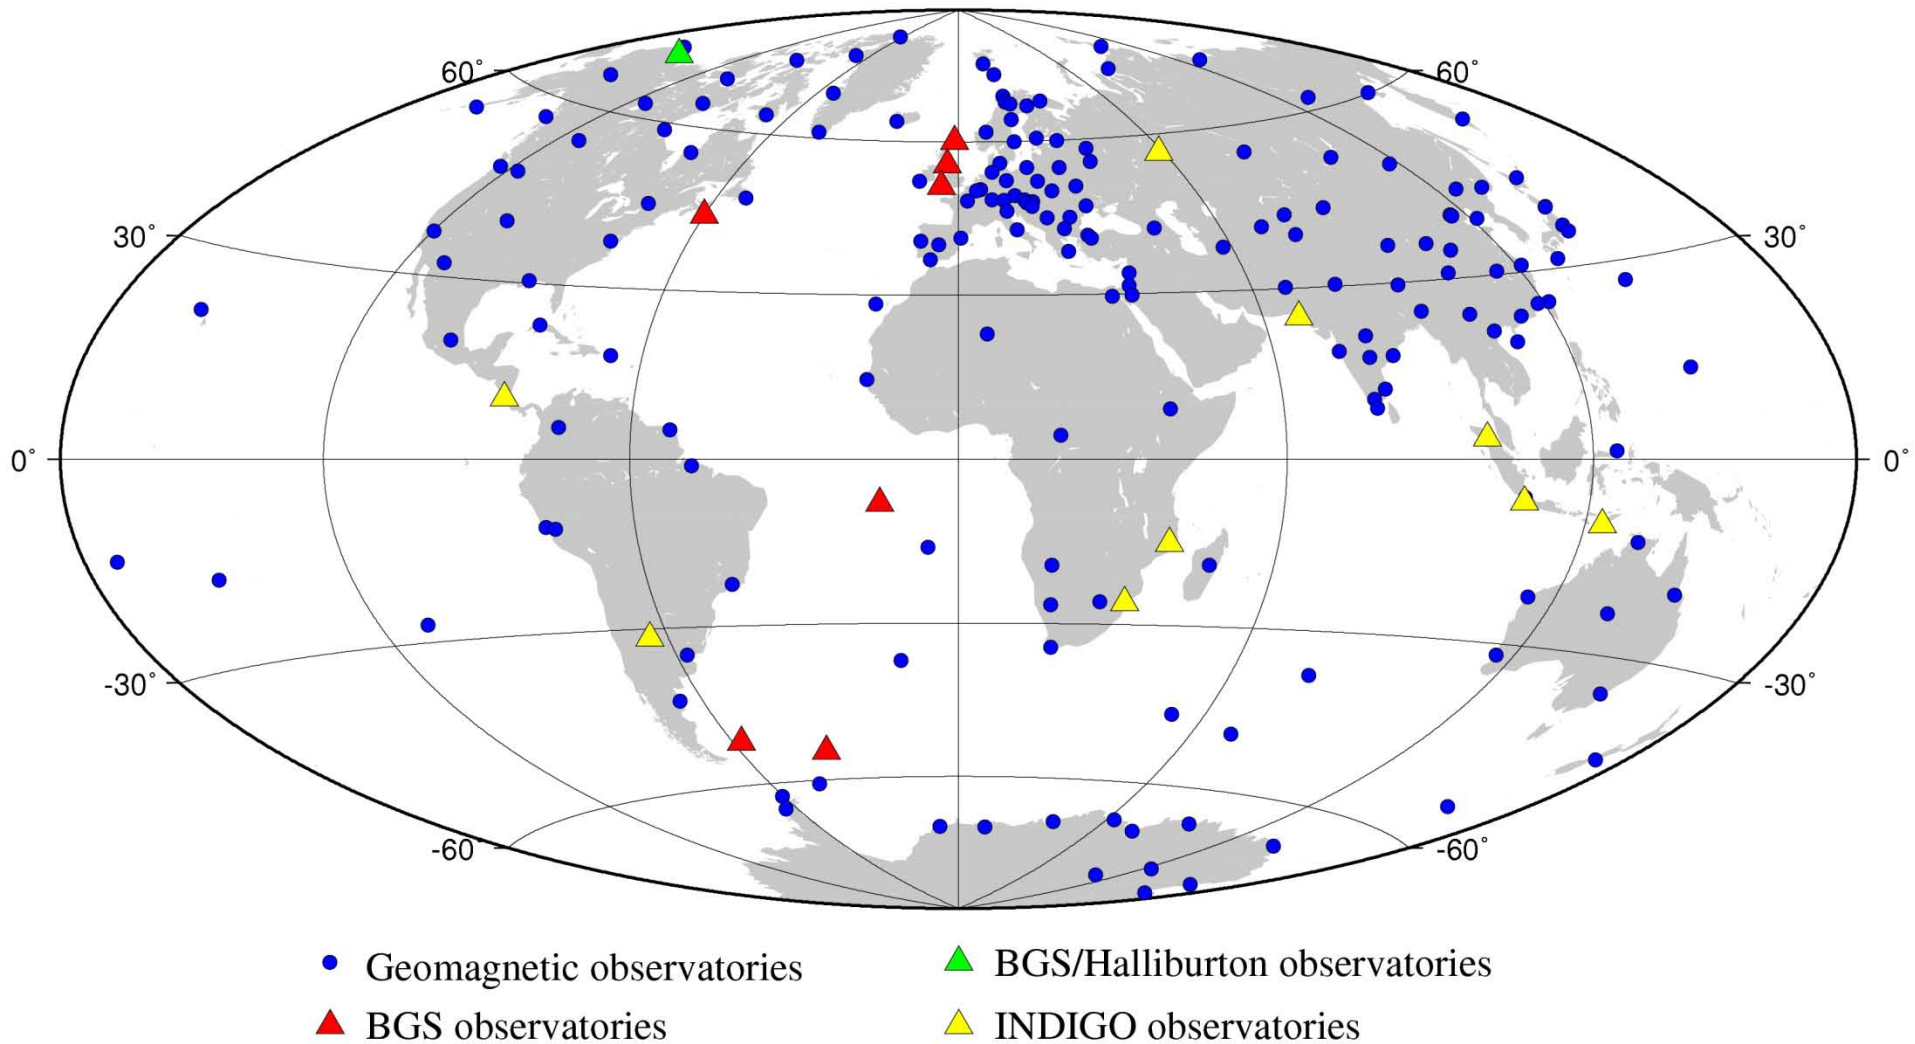 60°
60°
30°
30°
0°
0°
-30°
-30°
-60°
-60°
Geomagnetic observatories
BGS/Halliburton observatories
BGS observatories
INDIGO observatories